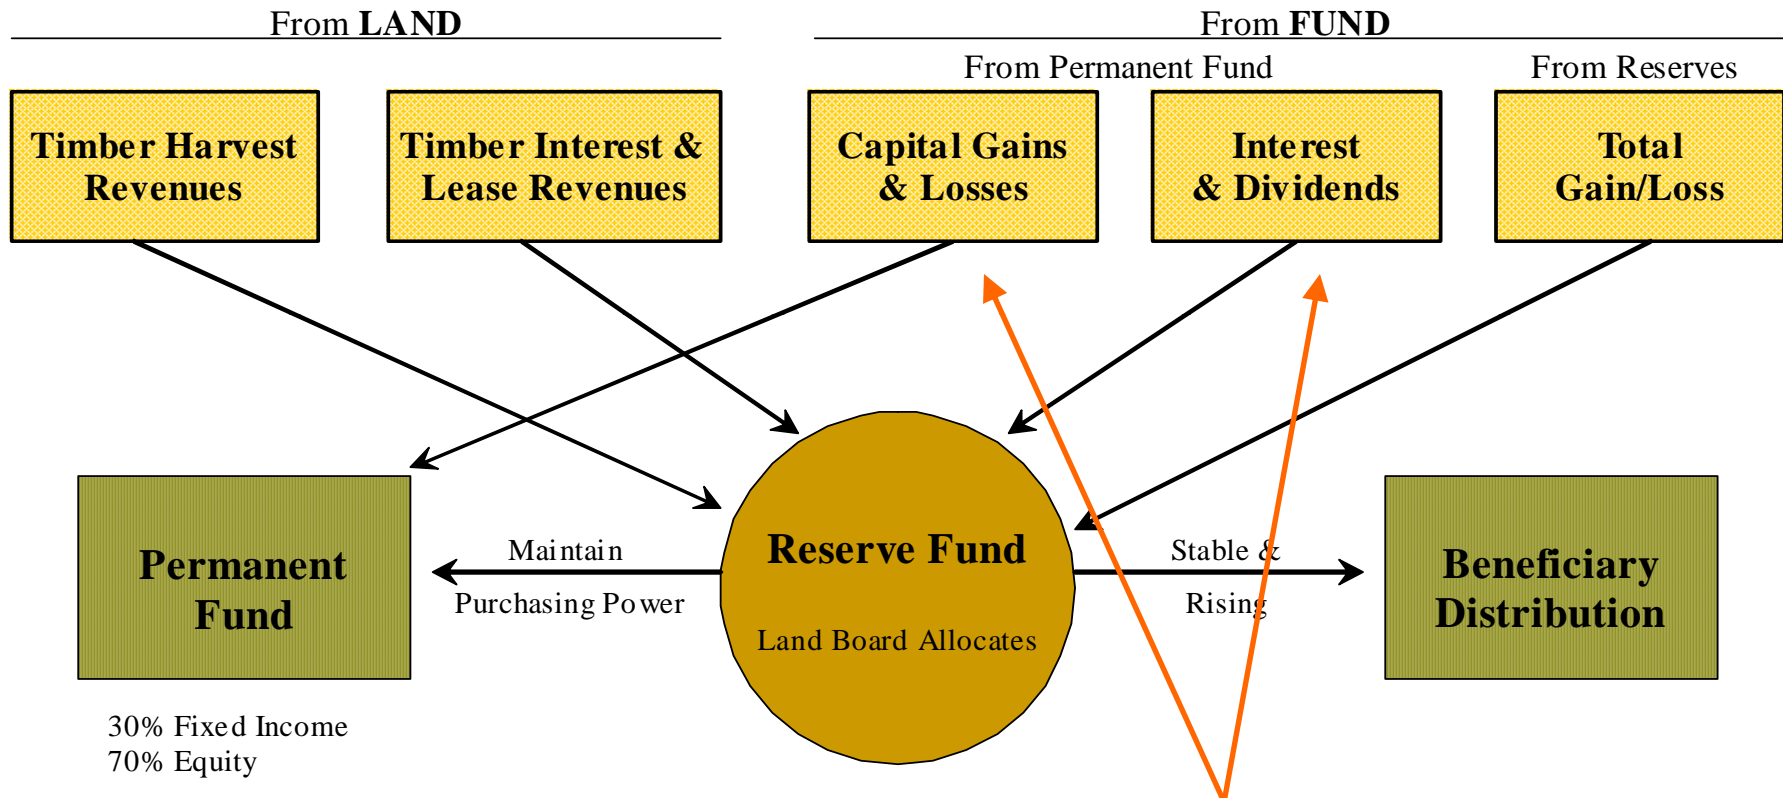 From LAND
From FUND
From Permanent Fund
From Reserves
Timber Harvest
Revenues
Timber Interest &
Lease Revenues
Capital Gains
& Losses
Interest
& Dividends
Total
Gain/Loss
Permanent
Fund
Maintain
Purchasing Power
Reserve Fund
Land Board Allocates
Stable &
Rising
Beneficiary
Distribution
30% Fixed Income
70% Equity